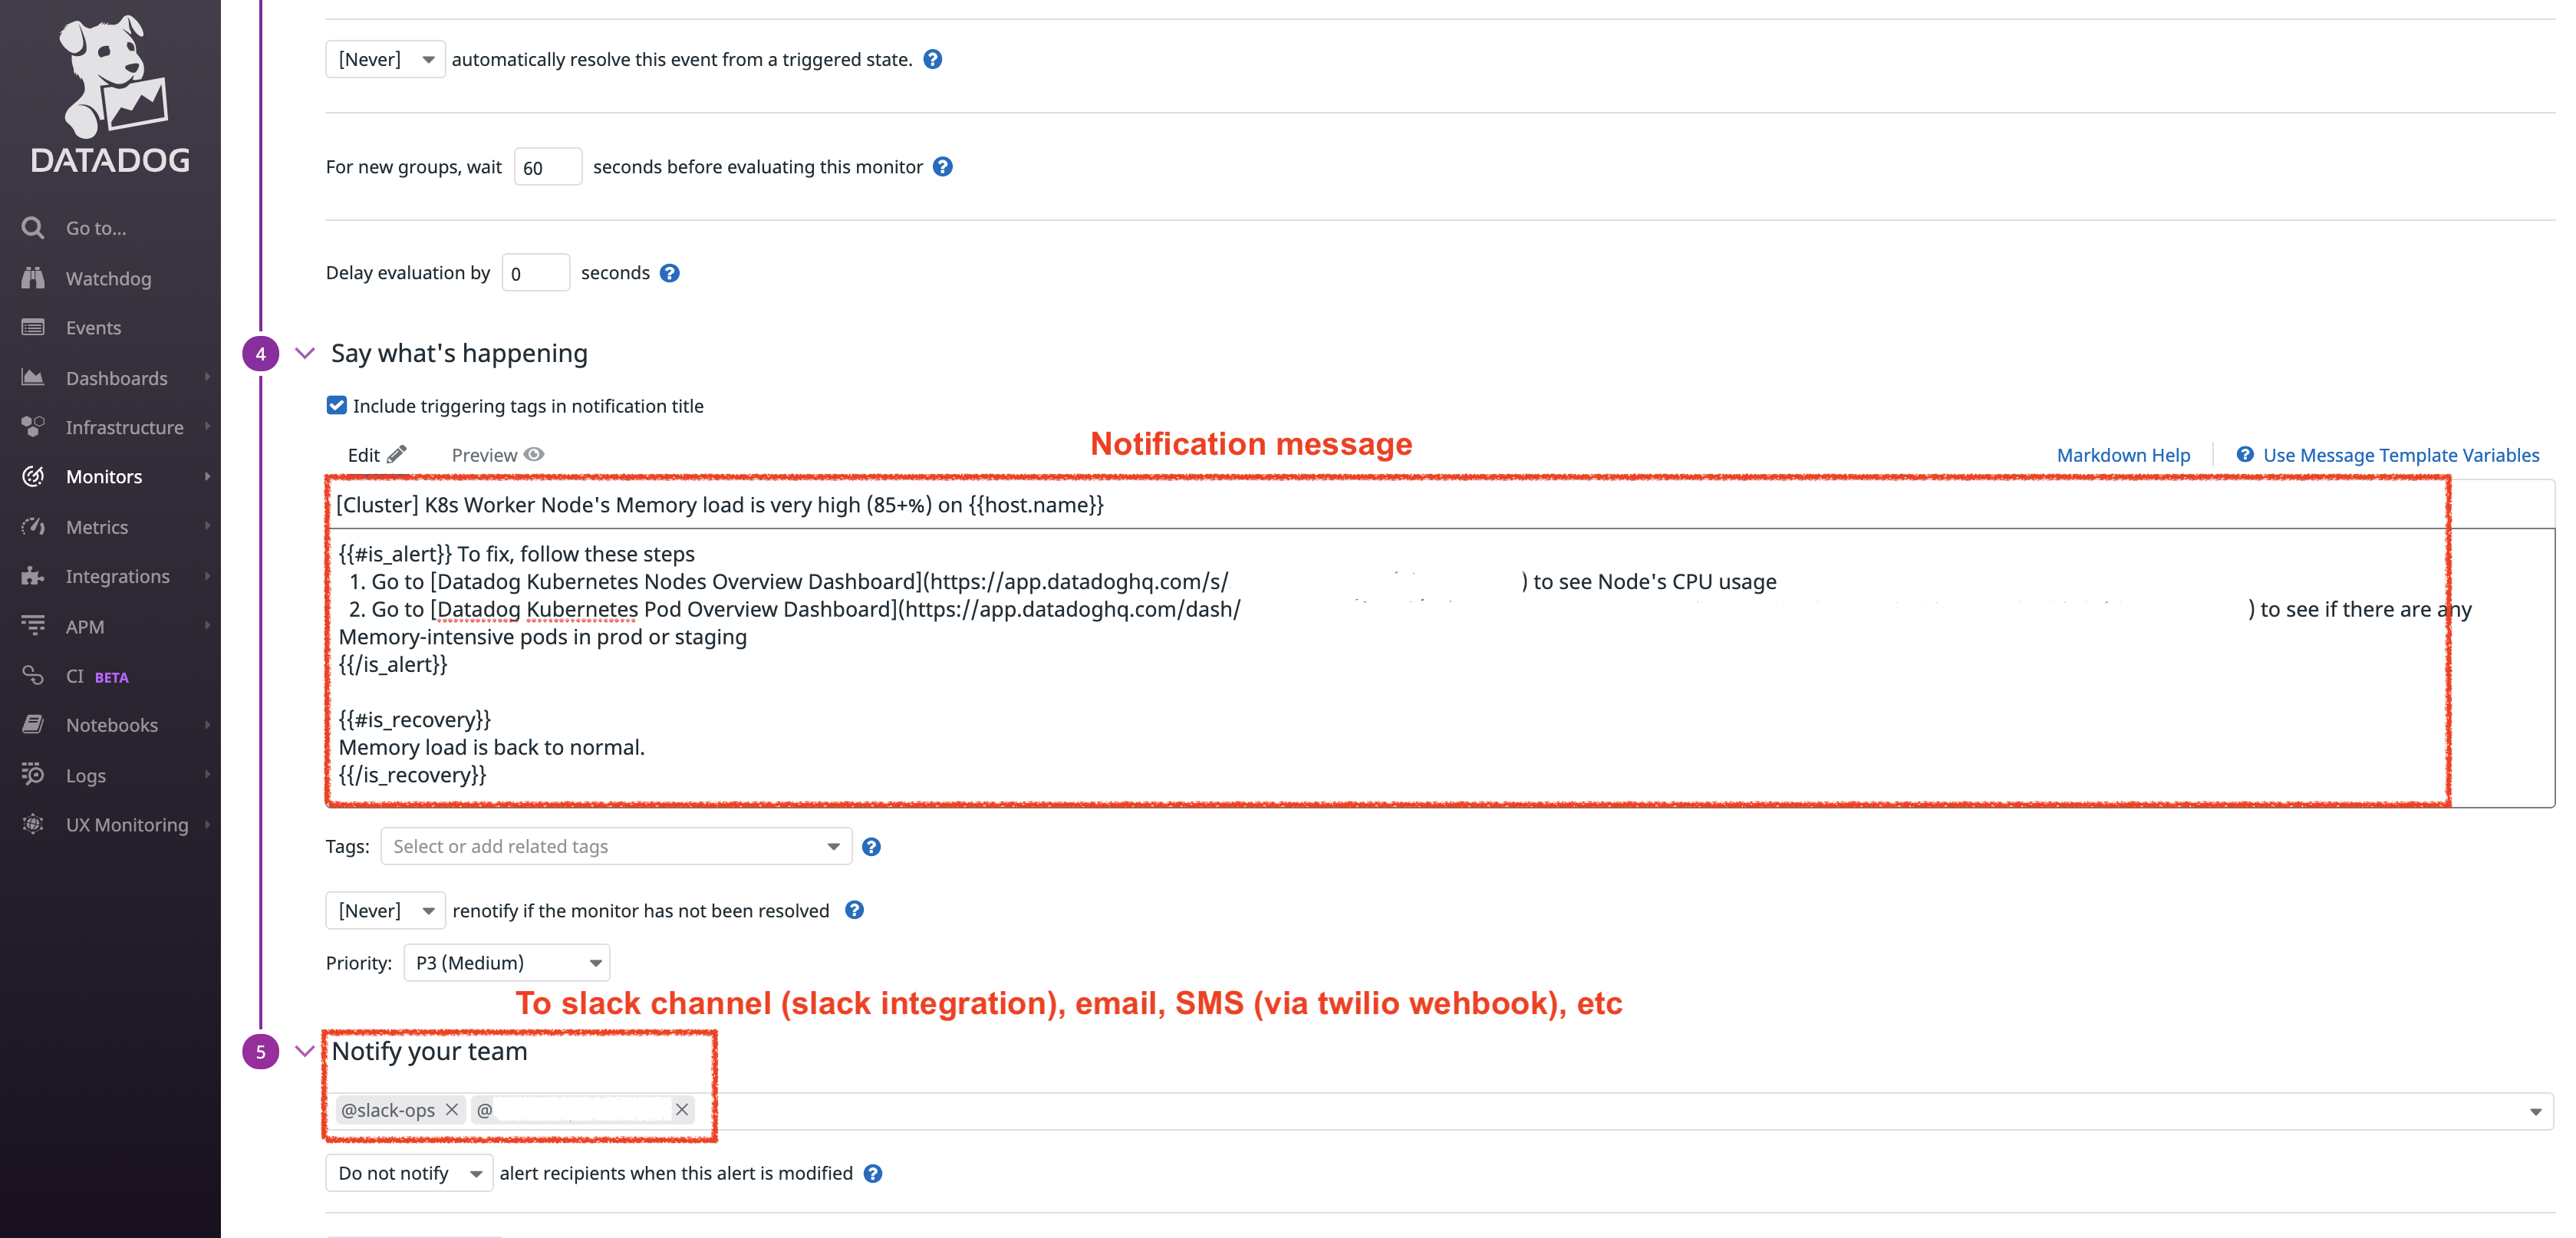 DATADOG
Go to...
Watchdog
Events
Dashboards
Infrastructure
Monitors
Metrics
Integrations
APM
CI BETA
Notebooks
Logs
UX Monitoring
[Never] automatically resolve this event from a triggered state. ?
For new groups, wait 60 seconds before evaluating this monitor ?
Delay evaluation by 0 seconds ?
4 Say what's happening
Include triggering tags in notification title
Edit Preview Notification message Markdown Help ? Use Message Template Variables
[Cluster] K8s Worker Node's Memory load is very high (85+%) on {{host.name}}
{{#is_alert}} To fix, follow these steps
1. Go to [Datadog Kubernetes Nodes Overview Dashboard](https://app.datadoghq.com/s/ ) to see Node's CPU usage
2. Go to [Datadog Kubernetes Pod Overview Dashboard](https://app.datadoghq.com/dash/ ) to see if there are any
Memory-intensive pods in prod or staging
{{/is_alert}}
{{#is_recovery}}
Memory load is back to normal.
{{/is_recovery}}
Tags: Select or add related tags ?
[Never] renotify if the monitor has not been resolved ?
Priority: P3 (Medium)
To slack channel (slack integration), email, SMS (via twilio wehbook), etc
5 Notify your team
@slack-ops × @ ×
Do not notify alert recipients when this alert is modified ?